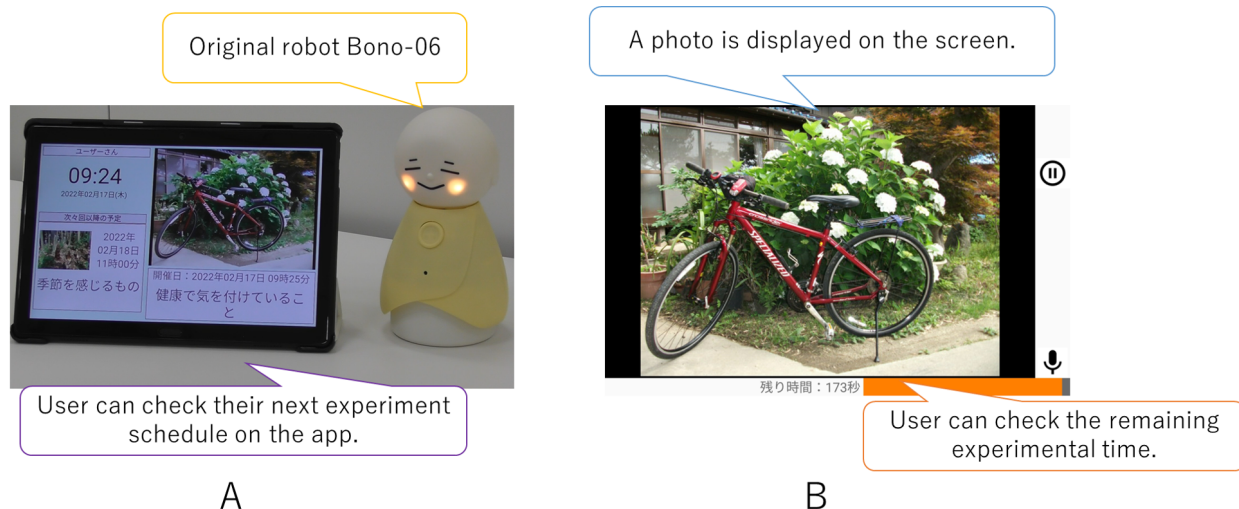 Original robot Bono-06
A photo is displayed on the screen.
ユーザーさん
09:24
2022年02月17日(木)
次々回以降の予定
2022年
02月18日
11時00分
季節を感じるもの
開催日：2022年02月17日 09時25分
健康で気を付けているこ
と
SPECIALIZED
残り時間：173秒
User can check their next experiment
schedule on the app.
User can check the remaining
experimental time.
A
B